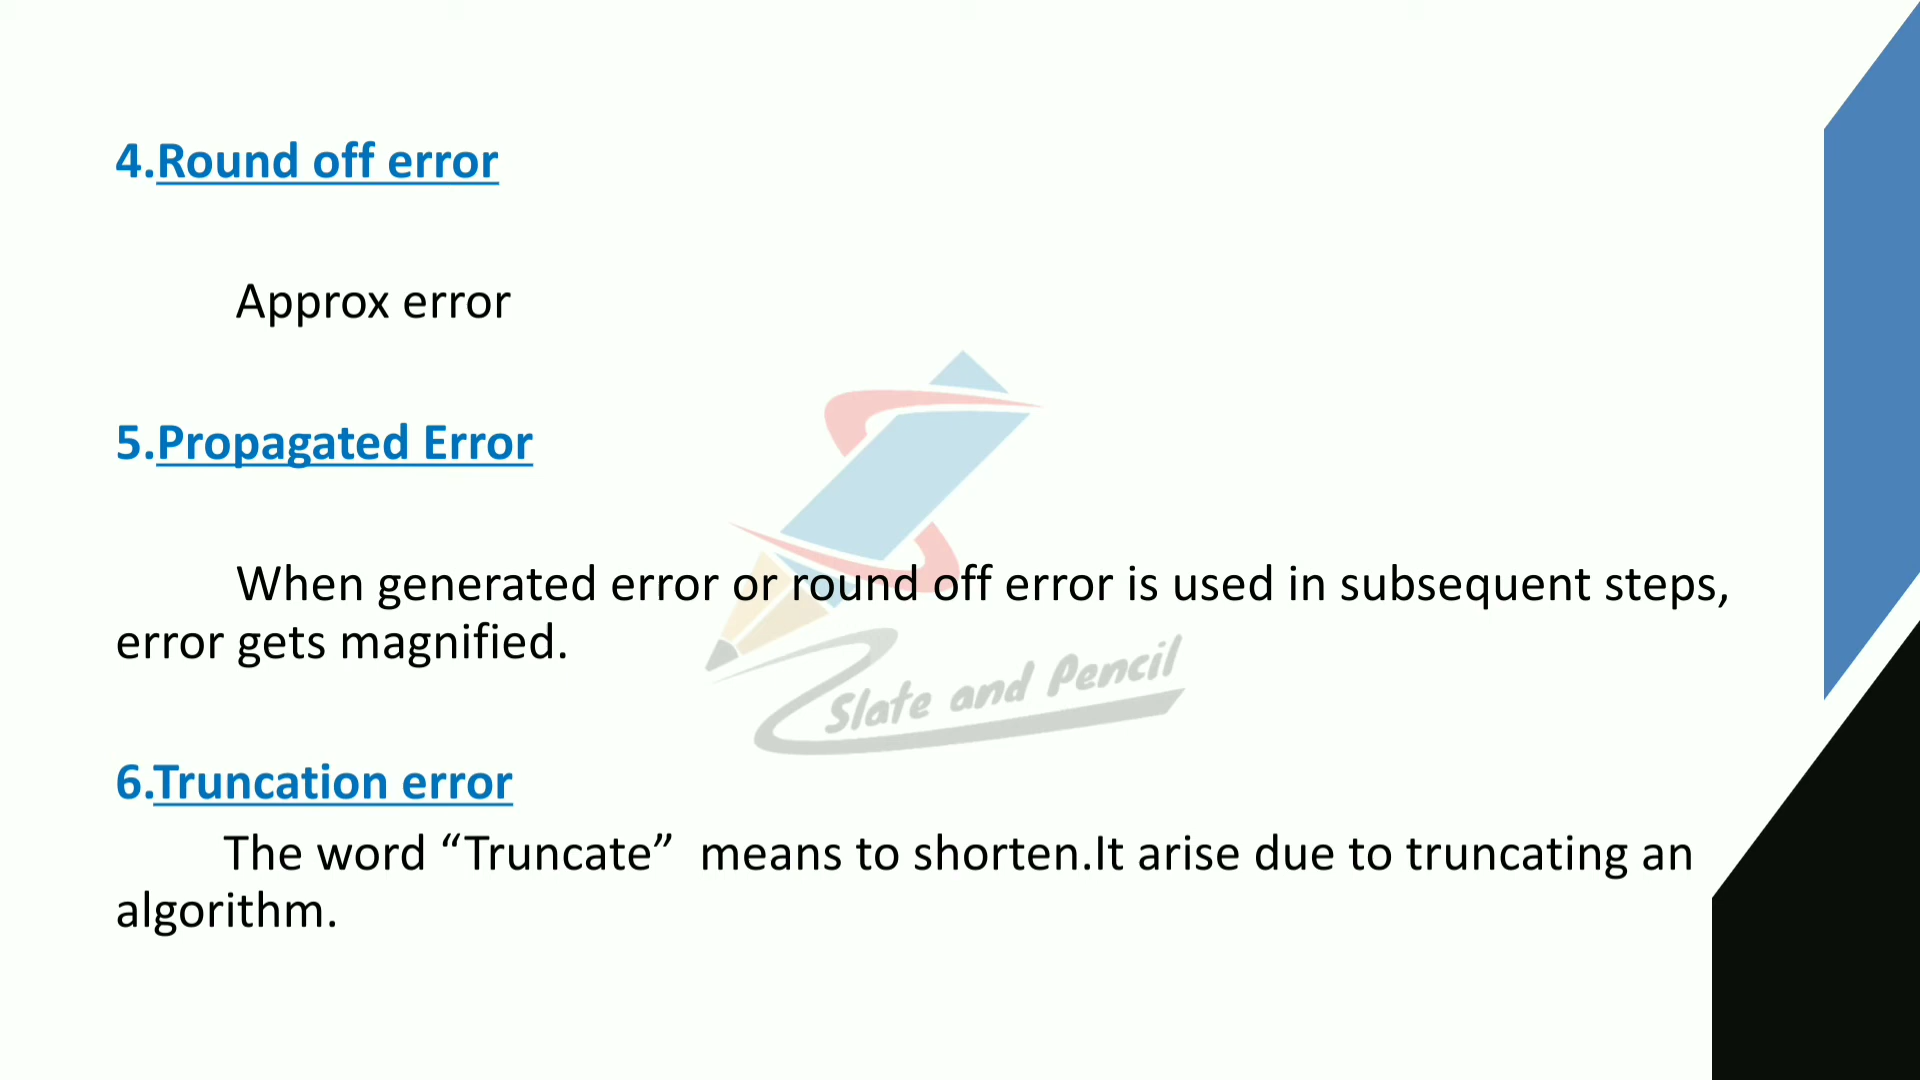 4.Round off error
Approx error
5.Propagated Error
When generated error or round off error is used in subsequent steps,
error gets magnified.
Slate and Pencil
6.Truncation error
The word “Truncate”  means to shorten.It arise due to truncating an
algorithm.